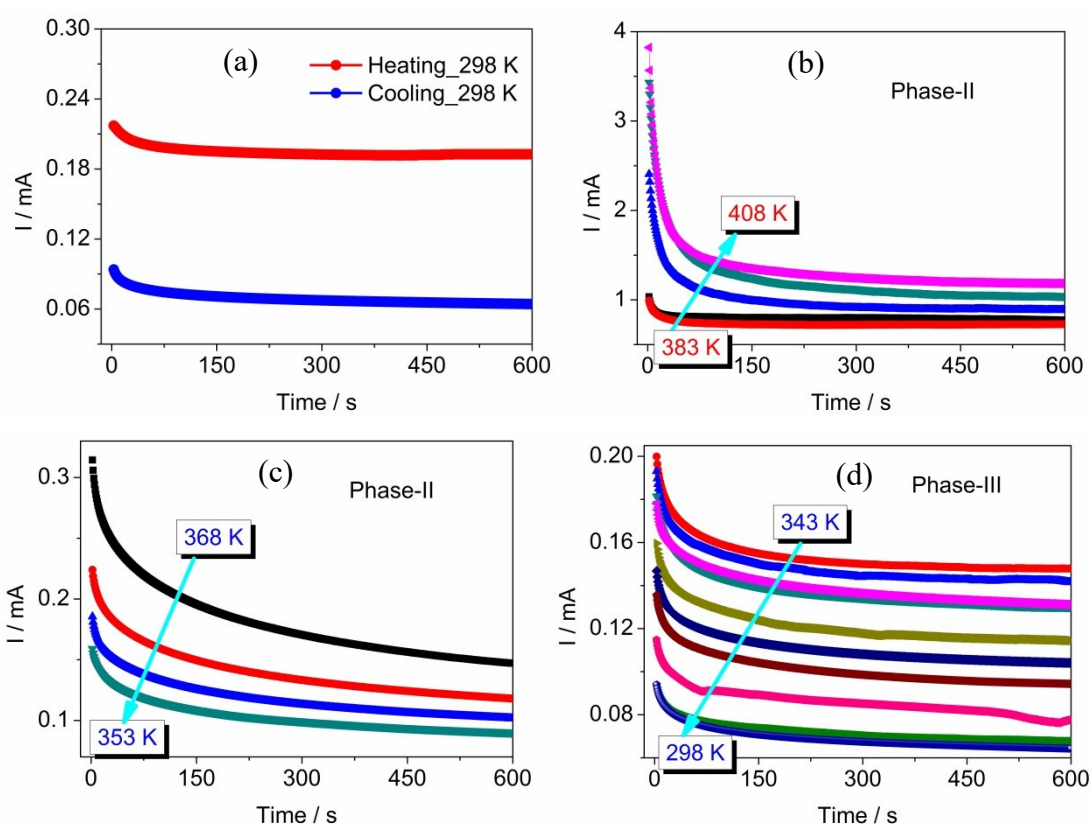 (a)
Heating_298 K
Cooling_298 K
0.30
0.24
0.18
0.12
0.06
I / mA
0
150
300
450
600
Time / s
(b)
Phase-II
408 K
383 K
4
3
2
1
I / mA
0
150
300
450
600
Time / s
(c)
Phase-II
368 K
353 K
0.3
0.2
0.1
I / mA
0
150
300
450
600
Time / s
(d)
Phase-III
343 K
298 K
0.20
0.16
0.12
0.08
I / mA
0
150
300
450
600
Time / s